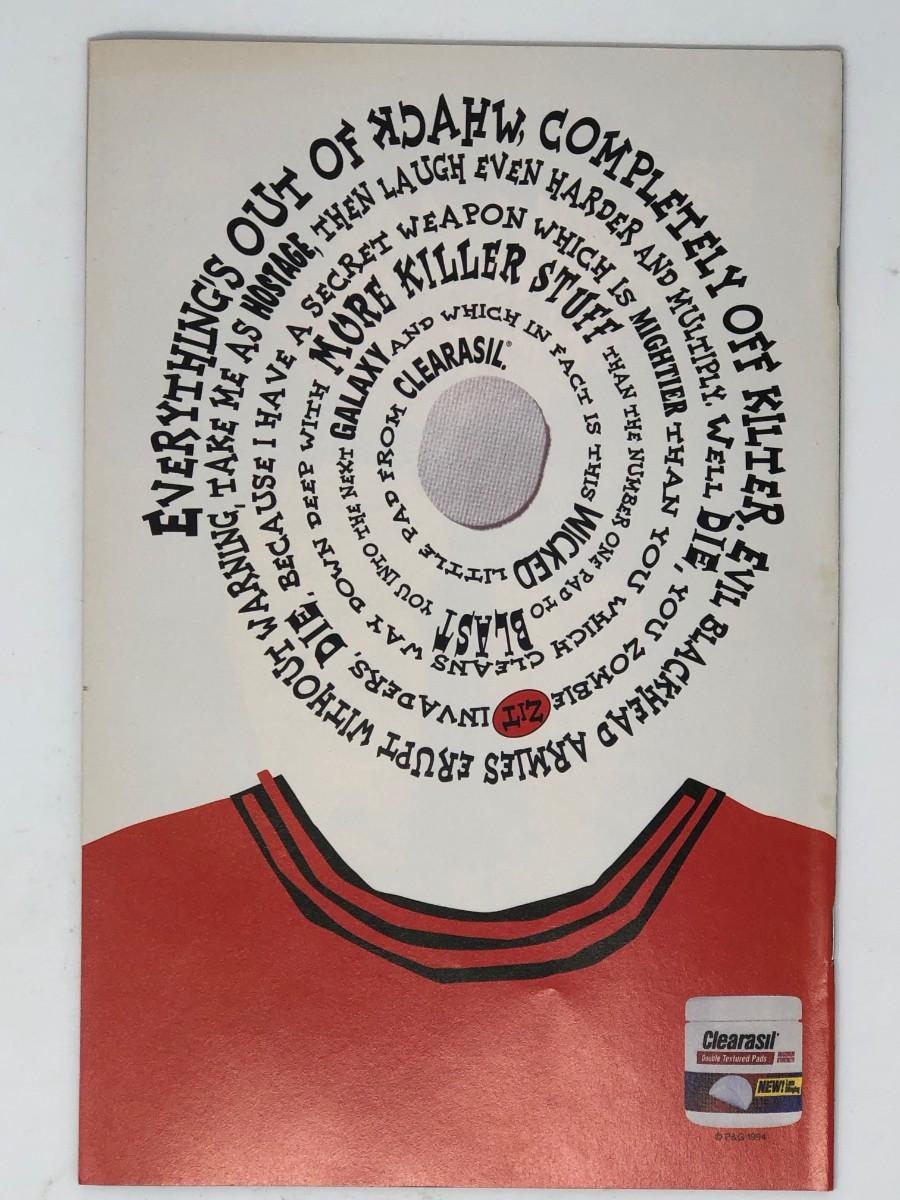 EVERYTHING'S OUT OF WHACK, COMPLETELY OFF KILTER. EVIL BLACKHEAD ARMIES ERUPT WITHOUT WARNING, TAKE ME AS HOSTAGE, THEN LAUGH EVEN HARDER AND MULTIPLY. WELL DIE, YOU ZOMBIE ZIT INVADERS, DIE, BECAUSE I HAVE A SECRET WEAPON WHICH IS MIGHTIER THAN YOU WHICH CLEANS WAY DOWN DEEP WITH MORE KILLER STUFF THAN THE NUMBER ONE PAD TO BLAST YOU INTO THE NEXT GALAXY AND WHICH IN FACT IS THIS WICKED LITTLE PAD FROM CLEARASIL.®
Clearasil®
Double Textured Pads
MAXIMUM STRENGTH
NEW!
© P&G 1994